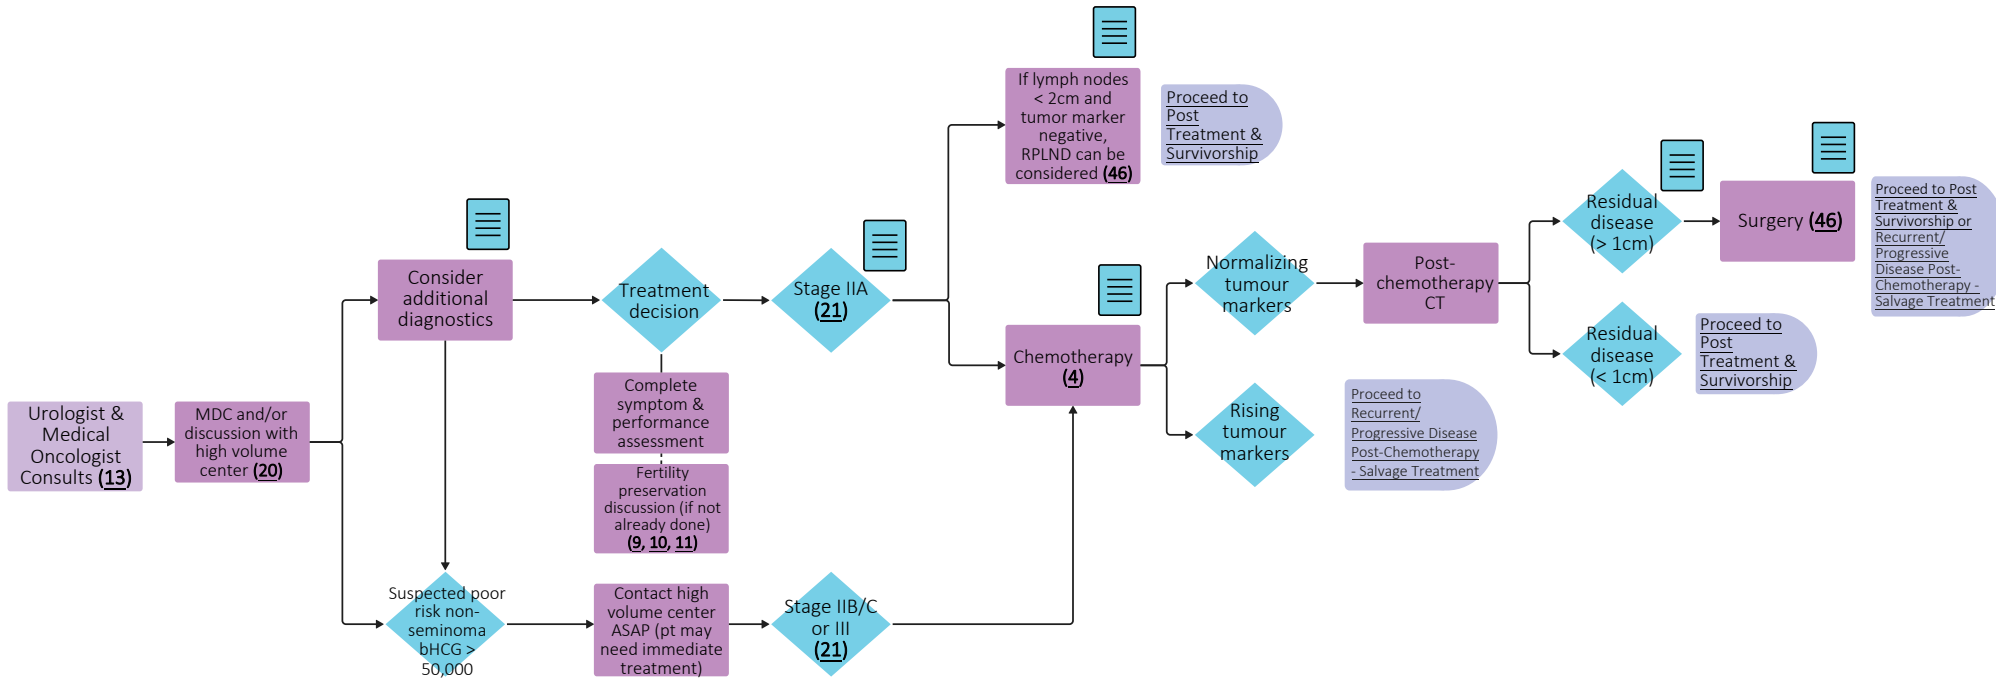 Urologist &
Medical
Oncologist
Consults (13)
MDC and/or
discussion with
high volume
center (20)
Consider
additional
diagnostics
Suspected poor
risk non-
seminoma
bHCG >
50,000
Treatment
decision
Complete
symptom &
performance
assessment
Fertility
preservation
discussion (if not
already done)
(9, 10, 11)
Contact high
volume center
ASAP (pt may
need immediate
treatment)
Stage IIA
(21)
Stage IIB/C
or III
(21)
If lymph nodes
< 2cm and
tumor marker
negative,
RPLND can be
considered (46)
Proceed to
Post
Treatment &
Survivorship
Chemotherapy
(4)
Normalizing
tumour
markers
Rising
tumour
markers
Proceed to
Recurrent/
Progressive Disease
Post-Chemotherapy
- Salvage Treatment
Post-
chemotherapy
CT
Residual
disease
(> 1cm)
Surgery (46)
Proceed to Post
Treatment &
Survivorship or
Recurrent/
Progressive
Disease Post-
Chemotherapy -
Salvage Treatment
Residual
disease
(< 1cm)
Proceed to
Post
Treatment &
Survivorship